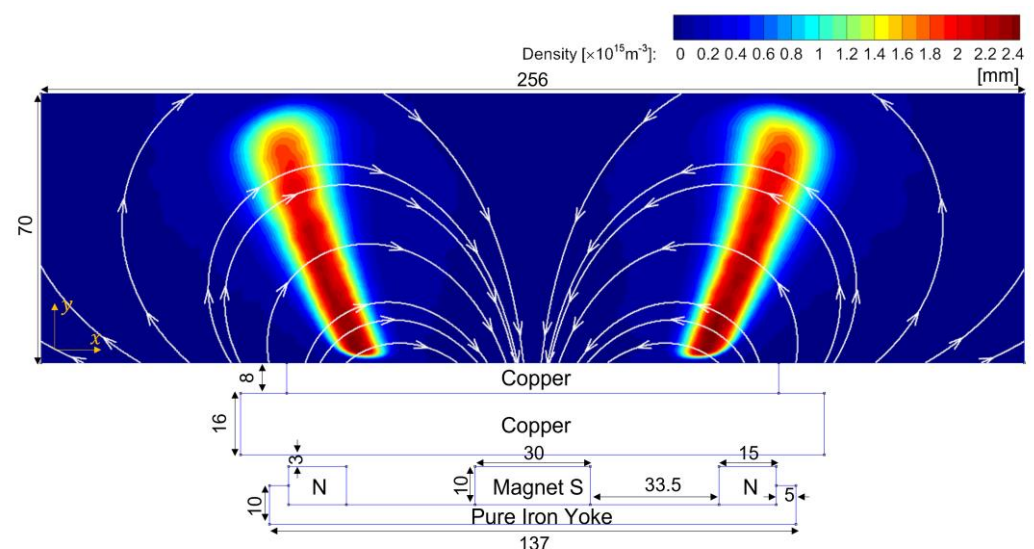 Density [×10¹⁵m⁻³]: 0 0.2 0.4 0.6 0.8 1 1.2 1.4 1.6 1.8 2 2.2 2.4
[mm]
256
70
y
x
8
Copper
16
Copper
3
30
15
N
10
Magnet S
33.5
N
5
10
Pure Iron Yoke
137